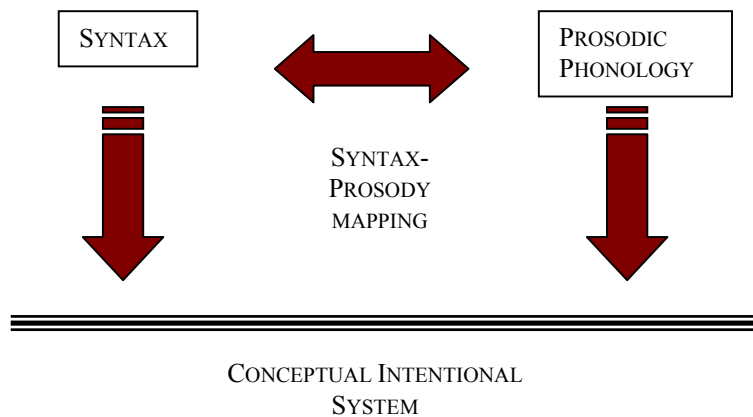 SYNTAX
PROSODIC
PHONOLOGY
SYNTAX-
PROSODY
MAPPING
CONCEPTUAL INTENTIONAL
SYSTEM